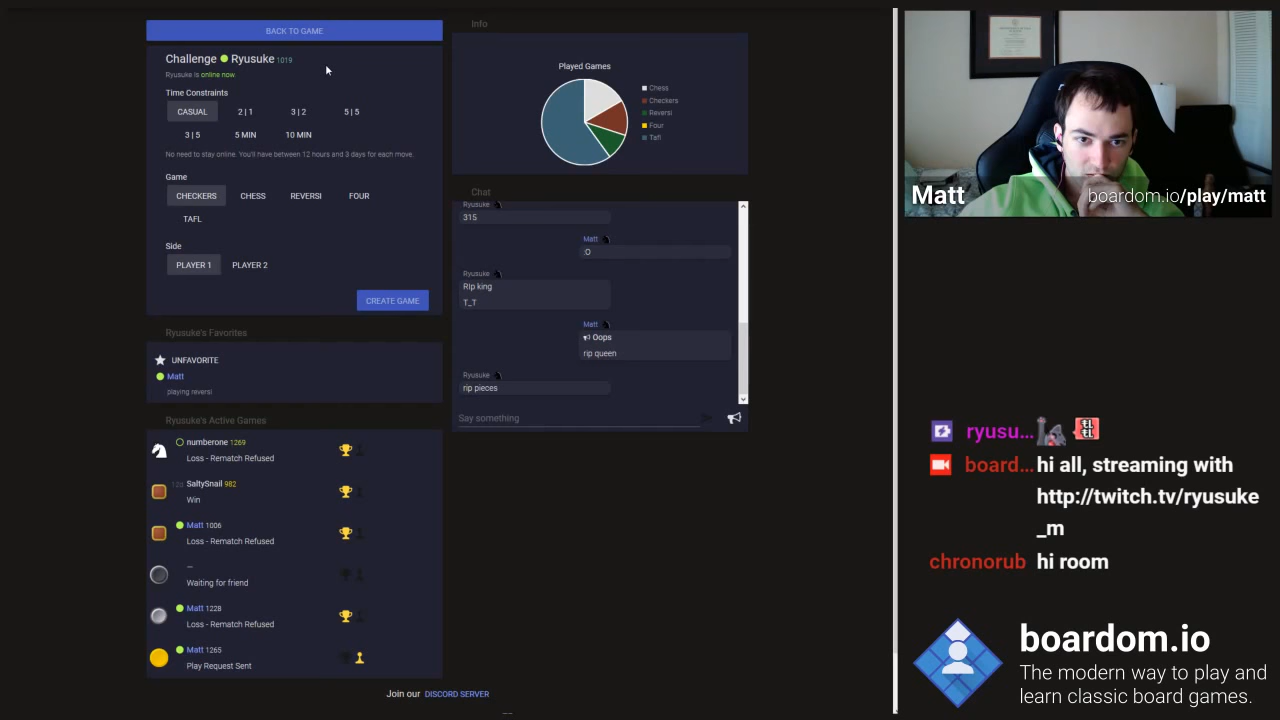 BACK TO GAME
Challenge Ryusuke 1019
Ryusuke is online now.
Time Constraints
CASUAL 2 | 1 3 | 2 5 | 5
3 | 5 5 MIN 10 MIN
No need to stay online. You'll have between 12 hours and 3 days for each move.
Game
CHECKERS CHESS REVERSI FOUR
TAFL
Side
PLAYER 1 PLAYER 2
CREATE GAME
Ryusuke's Favorites
UNFAVORITE
Matt
playing reversi
Ryusuke's Active Games
numberone 1269
Loss - Rematch Refused
12d SaltySnail 982
Win
Matt 1006
Loss - Rematch Refused
--
Waiting for friend
Matt 1228
Loss - Rematch Refused
Matt 1265
Play Request Sent
Info
Played Games
Chess
Checkers
Reversi
Four
Tafl
Chat
Ryusuke
315
Matt
:O
Ryusuke
RIp king
T_T
Matt
Oops
rip queen
Ryusuke
rip pieces
Say something
Join our DISCORD SERVER
Matt boardom.io/play/matt
ryusu...
board... hi all, streaming with
http://twitch.tv/ryusuke
_m
chronorub hi room
boardom.io
The modern way to play and
learn classic board games.